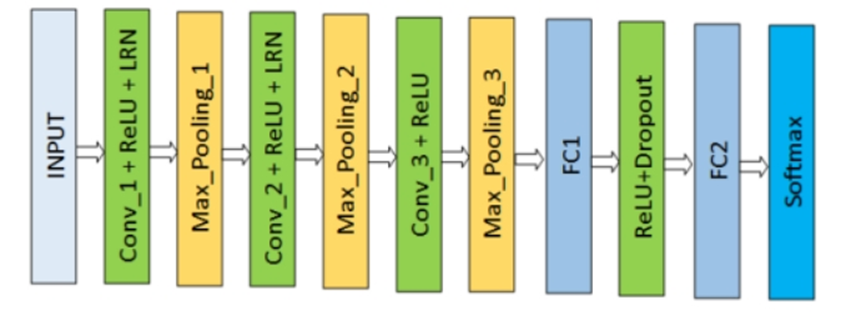 INPUT
Conv_1 + ReLU + LRN
Max_Pooling_1
Conv_2 + ReLU + LRN
Max_Pooling_2
Conv_3 + ReLU
Max_Pooling_3
FC1
ReLU+Dropout
FC2
Softmax